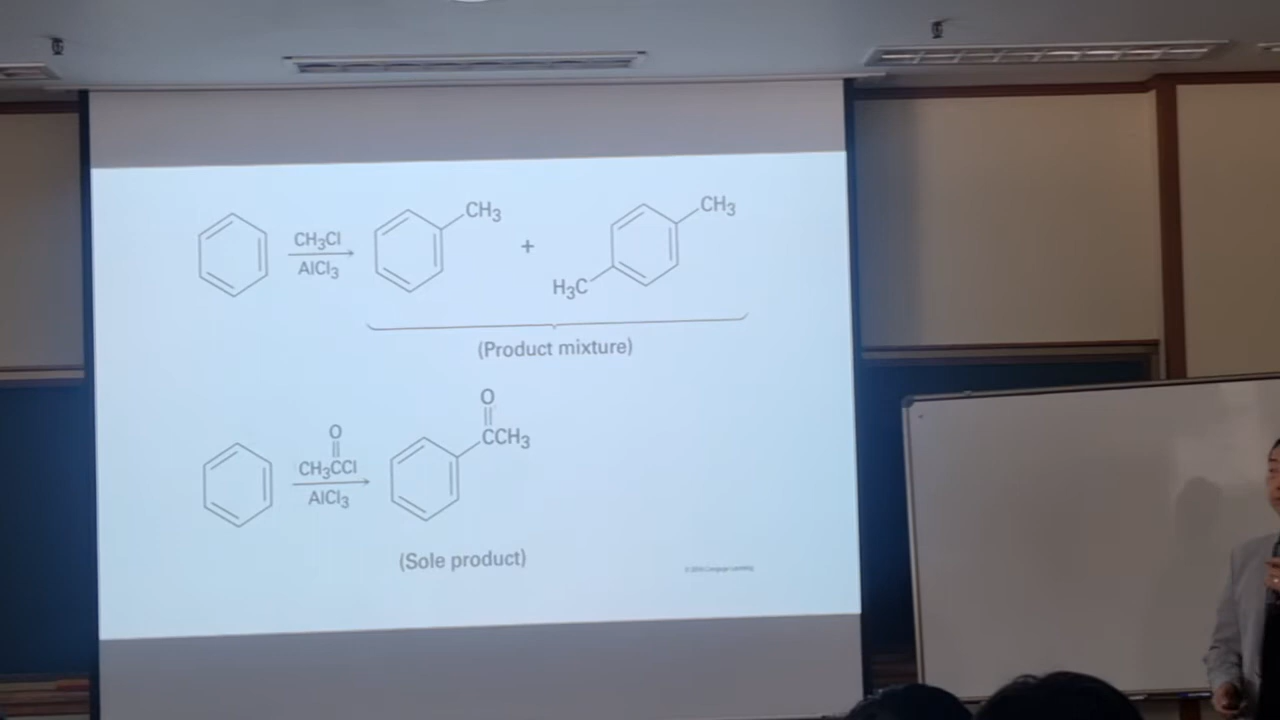 CH₃Cl
AlCl₃
CH₃
+
H₃C
CH₃
(Product mixture)
O
CH₃CCl
AlCl₃
O
CCH₃
(Sole product)